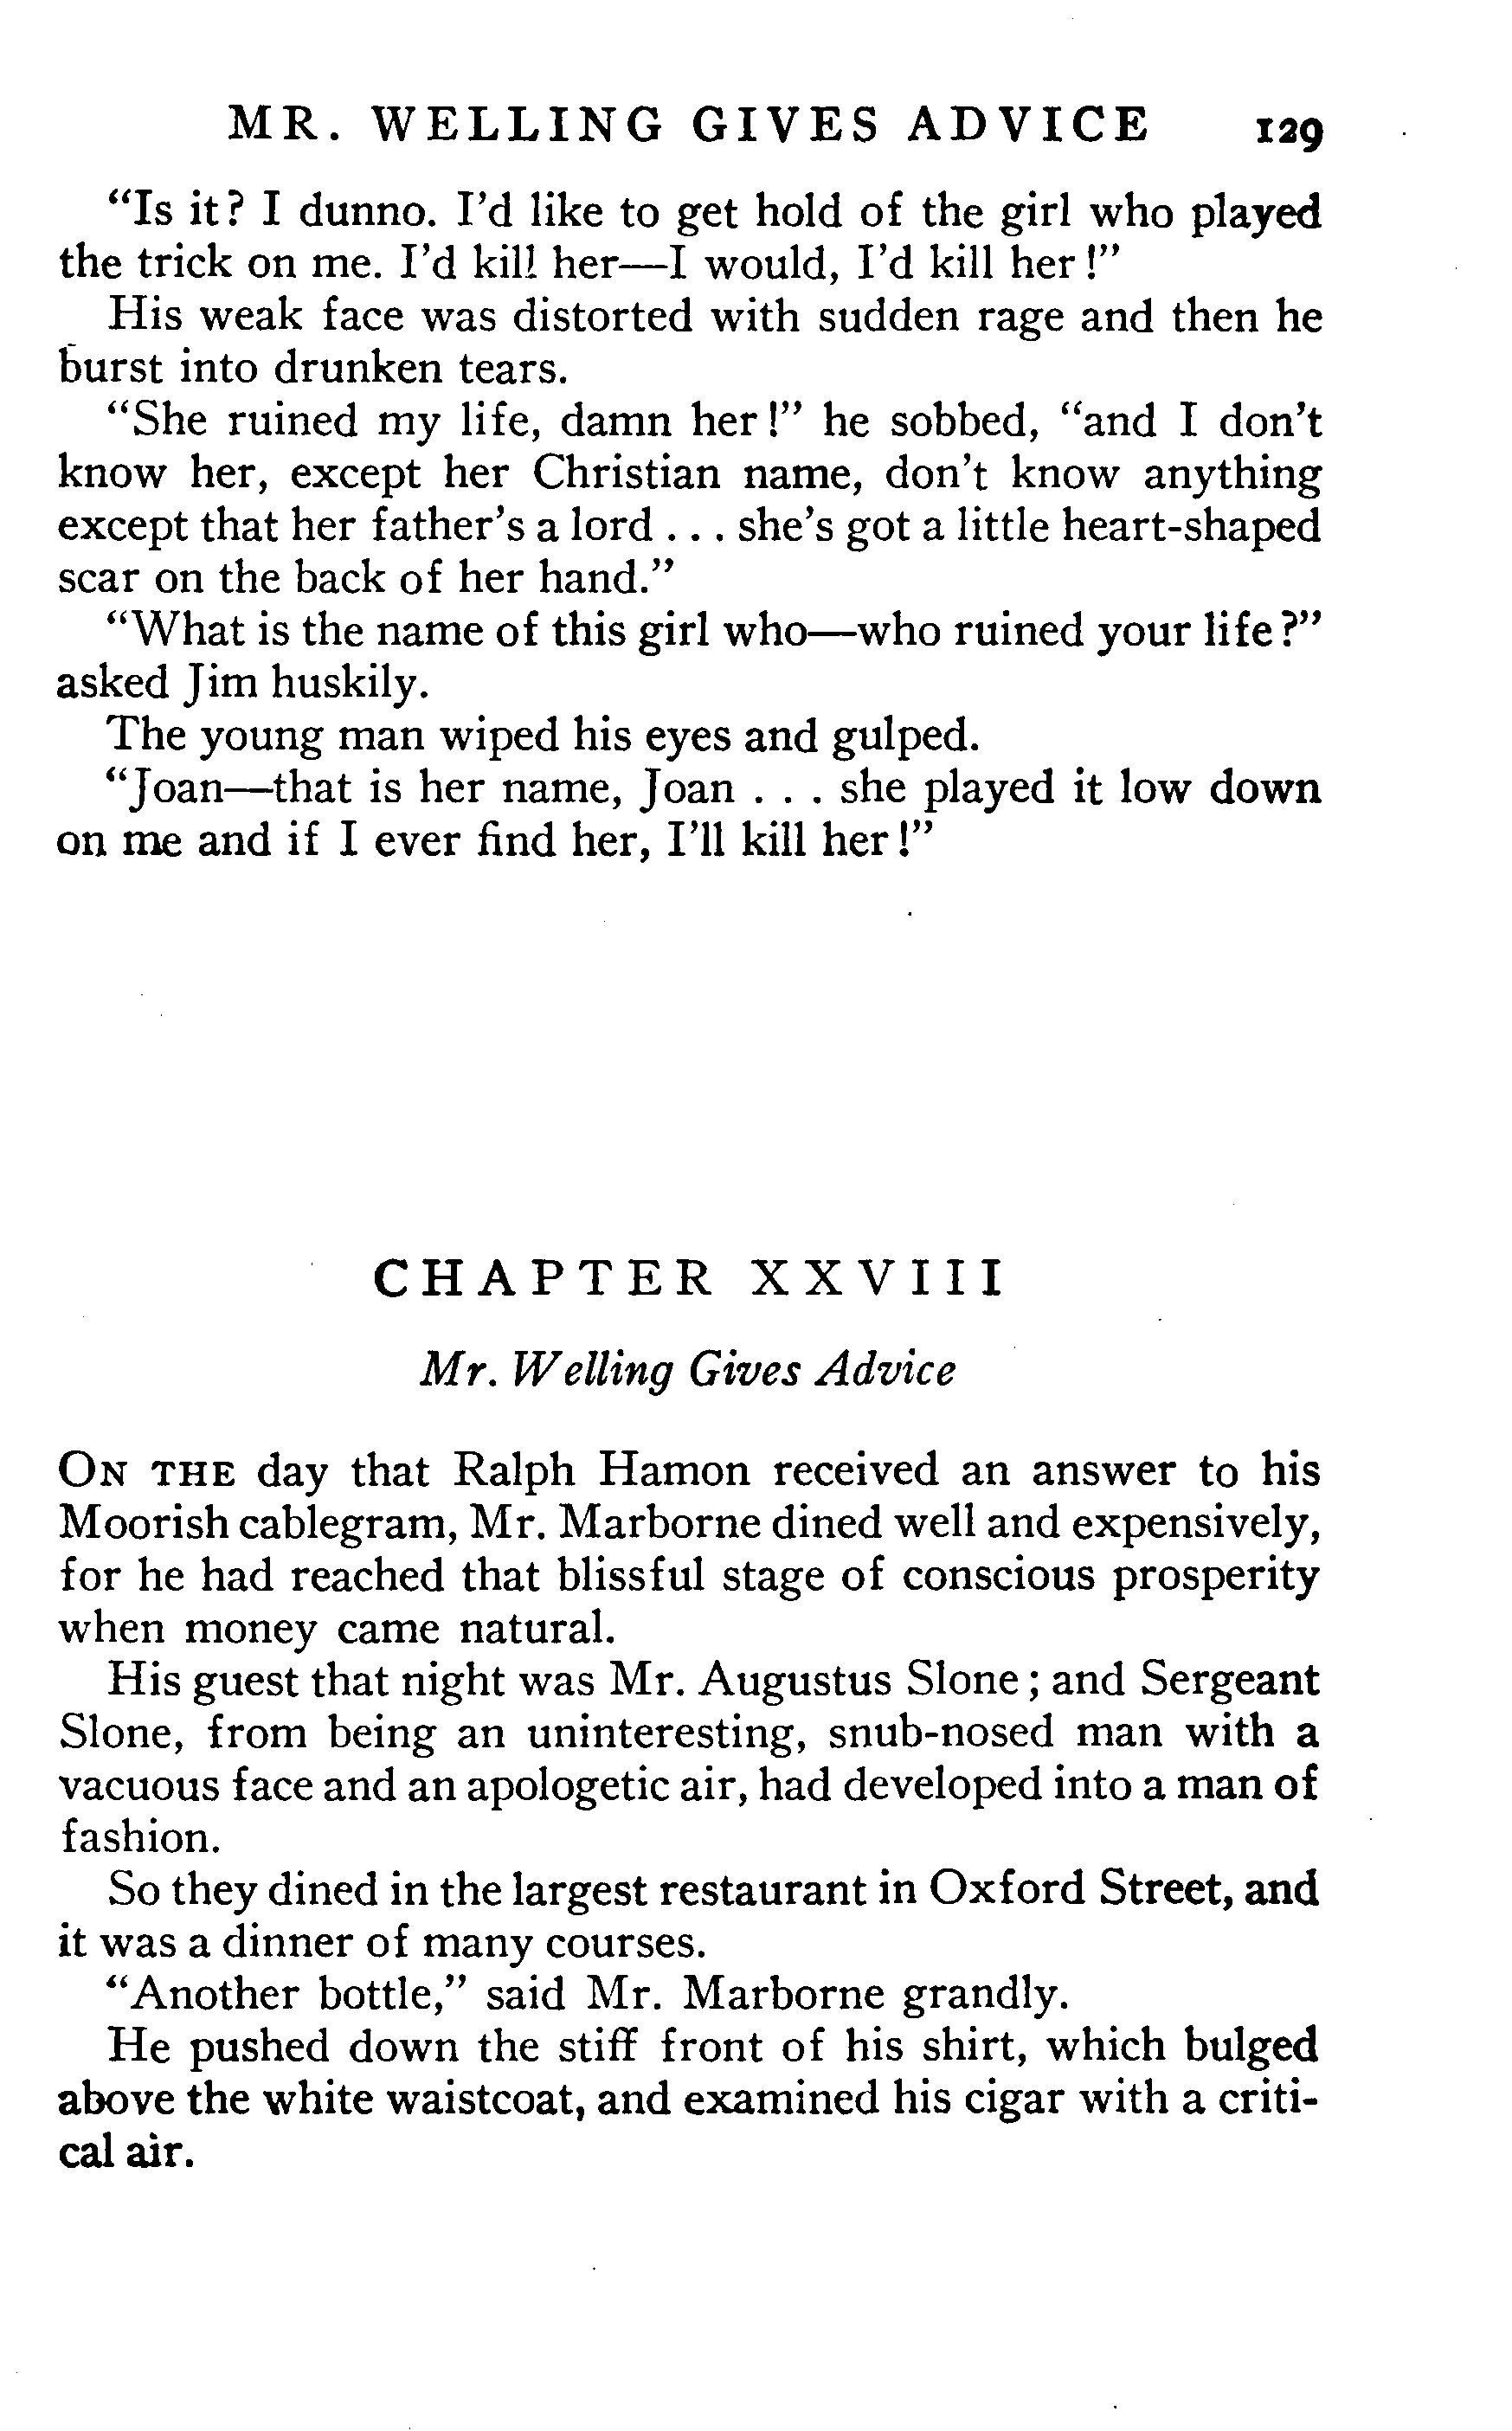 MR. WELLING GIVES ADVICE 129
“Is it? I dunno. I’d like to get hold of the girl who played
the trick on me. I’d kill her—I would, I’d kill her!”
His weak face was distorted with sudden rage and then he
burst into drunken tears.
“She ruined my life, damn her!” he sobbed, “and I don’t
know her, except her Christian name, don’t know anything
except that her father’s a lord . . . she’s got a little heart-shaped
scar on the back of her hand.”
“What is the name of this girl who—who ruined your life?”
asked Jim huskily.
The young man wiped his eyes and gulped.
“Joan—that is her name, Joan . . . she played it low down
on me and if I ever find her, I’ll kill her!”
CHAPTER XXVIII
Mr. Welling Gives Advice
ON THE day that Ralph Hamon received an answer to his
Moorish cablegram, Mr. Marborne dined well and expensively,
for he had reached that blissful stage of conscious prosperity
when money came natural.
His guest that night was Mr. Augustus Slone; and Sergeant
Slone, from being an uninteresting, snub-nosed man with a
vacuous face and an apologetic air, had developed into a man of
fashion.
So they dined in the largest restaurant in Oxford Street, and
it was a dinner of many courses.
“Another bottle,” said Mr. Marborne grandly.
He pushed down the stiff front of his shirt, which bulged
above the white waistcoat, and examined his cigar with a criti-
cal air.